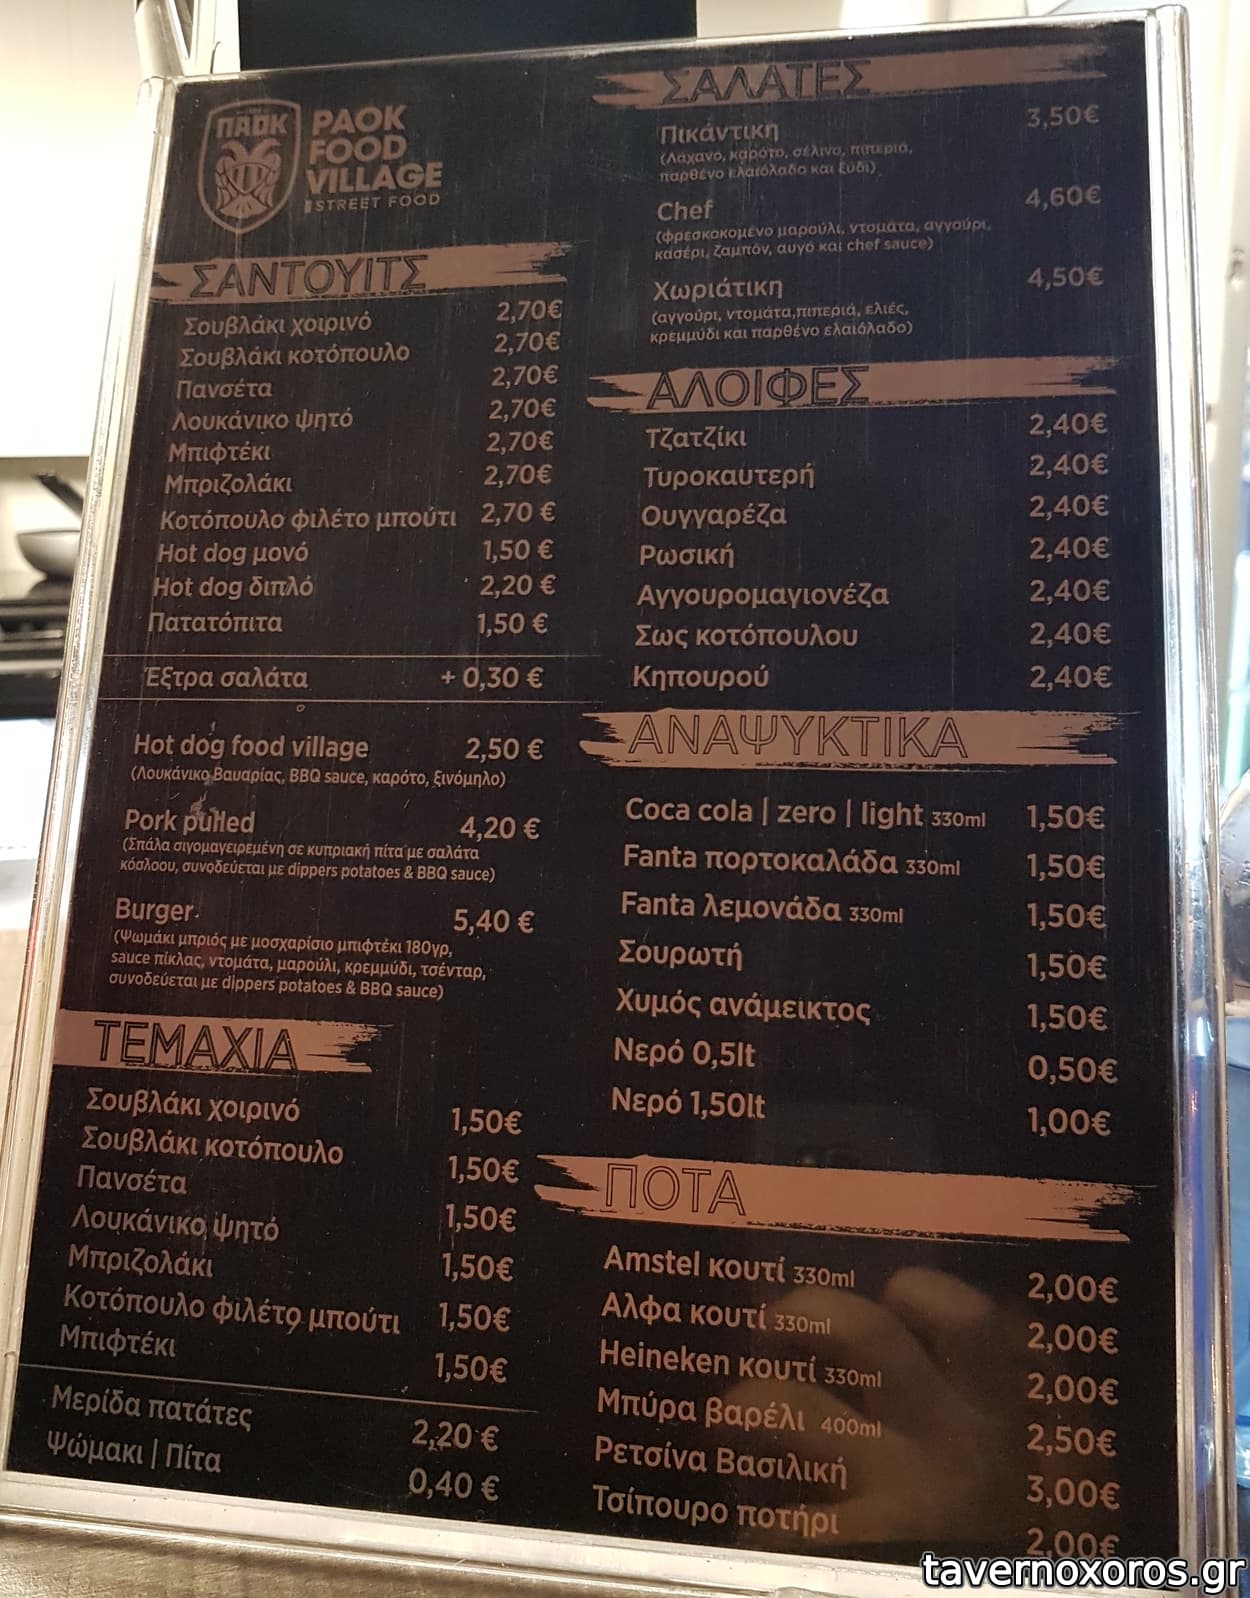 ΠΑΟΚ
PAOK
FOOD
VILLAGE
STREET FOOD
ΣΑΝΤΟΥΙΤΣ
Σουβλάκι χοιρινό 2,70€
Σουβλάκι κοτόπουλο 2,70€
Πανσέτα 2,70€
Λουκάνικο ψητό 2,70€
Μπιφτέκι 2,70€
Μπριζολάκι 2,70€
Κοτόπουλο φιλέτο μπούτι 2,70 €
Hot dog μονό 1,50 €
Hot dog διπλό 2,20 €
Πατατόπιτα 1,50 €
Έξτρα σαλάτα + 0,30 €
Hot dog food village 2,50 €
(Λουκάνικο Βαυαρίας, BBQ sauce, καρότο, ξινόμηλο)
Pork pulled 4,20 €
(Σπάλα σιγομαγειρεμένη σε κυπριακή πίτα με σαλάτα
κόσλοου, συνοδεύεται με dippers potatoes & BBQ sauce)
Burger 5,40 €
(Ψωμάκι μπριός με μοσχαρίσιο μπιφτέκι 180γρ,
sauce πίκλας, ντομάτα, μαρούλι, κρεμμύδι, τσένταρ,
συνοδεύεται με dippers potatoes & BBQ sauce)
ΤΕΜΑΧΙΑ
Σουβλάκι χοιρινό 1,50€
Σουβλάκι κοτόπουλο 1,50€
Πανσέτα 1,50€
Λουκάνικο ψητό 1,50€
Μπριζολάκι 1,50€
Κοτόπουλο φιλέτο μπούτι 1,50€
Μπιφτέκι
Μερίδα πατάτες 2,20 €
Ψώμακι | Πίτα 0,40 €
ΣΑΛΑΤΕΣ
Πικάντικη 3,50€
(Λάχανο, καρότο, σέλινο, πιπεριά,
παρθένο ελαιόλαδο και ξύδι)
Chef 4,60€
(φρεσκοκομένο μαρούλι, ντομάτα, αγγούρι,
κασέρι, ζαμπόν, αυγό και chef sauce)
Χωριάτικη 4,50€
(αγγούρι, ντομάτα,πιπεριά, ελιές,
κρεμμύδι και παρθένο ελαιόλαδο)
ΑΛΟΙΦΕΣ
Τζατζίκι 2,40€
Τυροκαυτερή 2,40€
Ουγγαρέζα 2,40€
Ρωσική 2,40€
Αγγουρομαγιονέζα 2,40€
Σως κοτόπουλου 2,40€
Κηπουρού 2,40€
ΑΝΑΨΥΚΤΙΚΑ
Coca cola | zero | light 330ml 1,50€
Fanta πορτοκαλάδα 330ml 1,50€
Fanta λεμονάδα 330ml 1,50€
Σουρωτή 1,50€
Χυμός ανάμεικτος 1,50€
Νερό 0,5lt 0,50€
Νερό 1,50lt 1,00€
ΠΟΤΑ
Amstel κουτί 330ml 2,00€
Αλφα κουτί 330ml 2,00€
Heineken κουτί 330ml 2,00€
Μπύρα βαρέλι 400ml 2,50€
Ρετσίνα Βασιλική 3,00€
Τσίπουρο ποτήρι 2,00€
tavernoxoros.gr